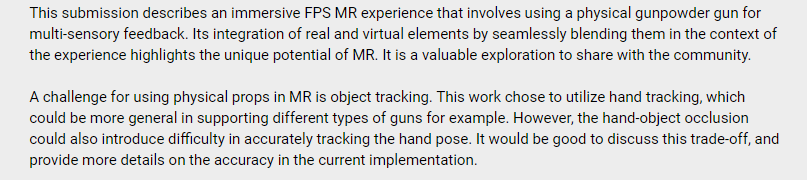 This submission describes an immersive FPS MR experience that involves using a physical gunpowder gun for
multi-sensory feedback. Its integration of real and virtual elements by seamlessly blending them in the context of
the experience highlights the unique potential of MR. It is a valuable exploration to share with the community.
A challenge for using physical props in MR is object tracking. This work chose to utilize hand tracking, which
could be more general in supporting different types of guns for example. However, the hand-object occlusion
could also introduce difficulty in accurately tracking the hand pose. It would be good to discuss this trade-off, and
provide more details on the accuracy in the current implementation.